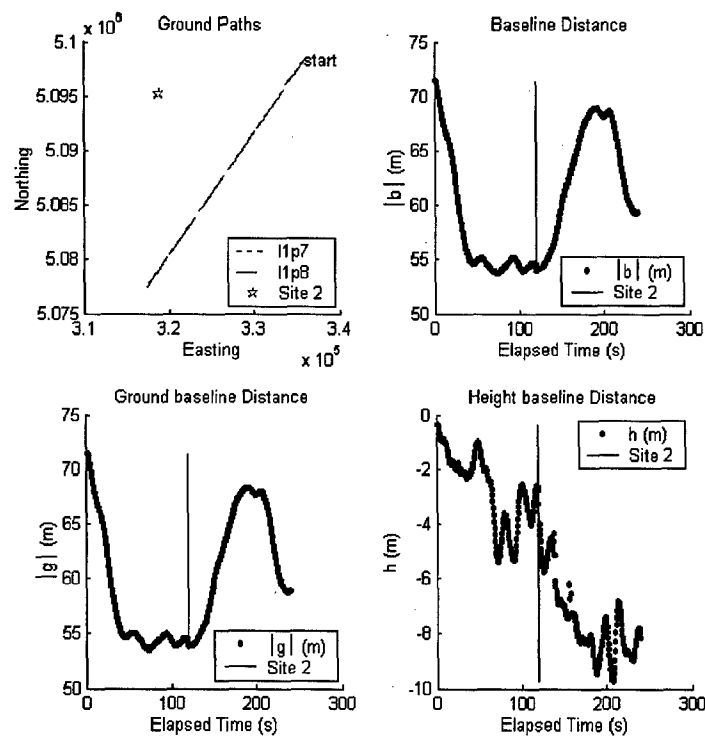 Ground Paths
x 10⁶
5.1
5.095
5.09
5.085
5.08
5.075
Northing
start
l1p7
l1p8
Site 2
3.1
3.2
3.3
3.4
Easting
x 10⁵
Baseline Distance
75
70
65
60
55
50
|b| (m)
|b| (m)
Site 2
0
100
200
300
Elapsed Time (s)
Ground baseline Distance
75
70
65
60
55
50
|g| (m)
|g| (m)
Site 2
0
100
200
300
Elapsed Time (s)
Height baseline Distance
0
-2
-4
-6
-8
-10
h (m)
h (m)
Site 2
0
100
200
300
Elapsed Time (s)